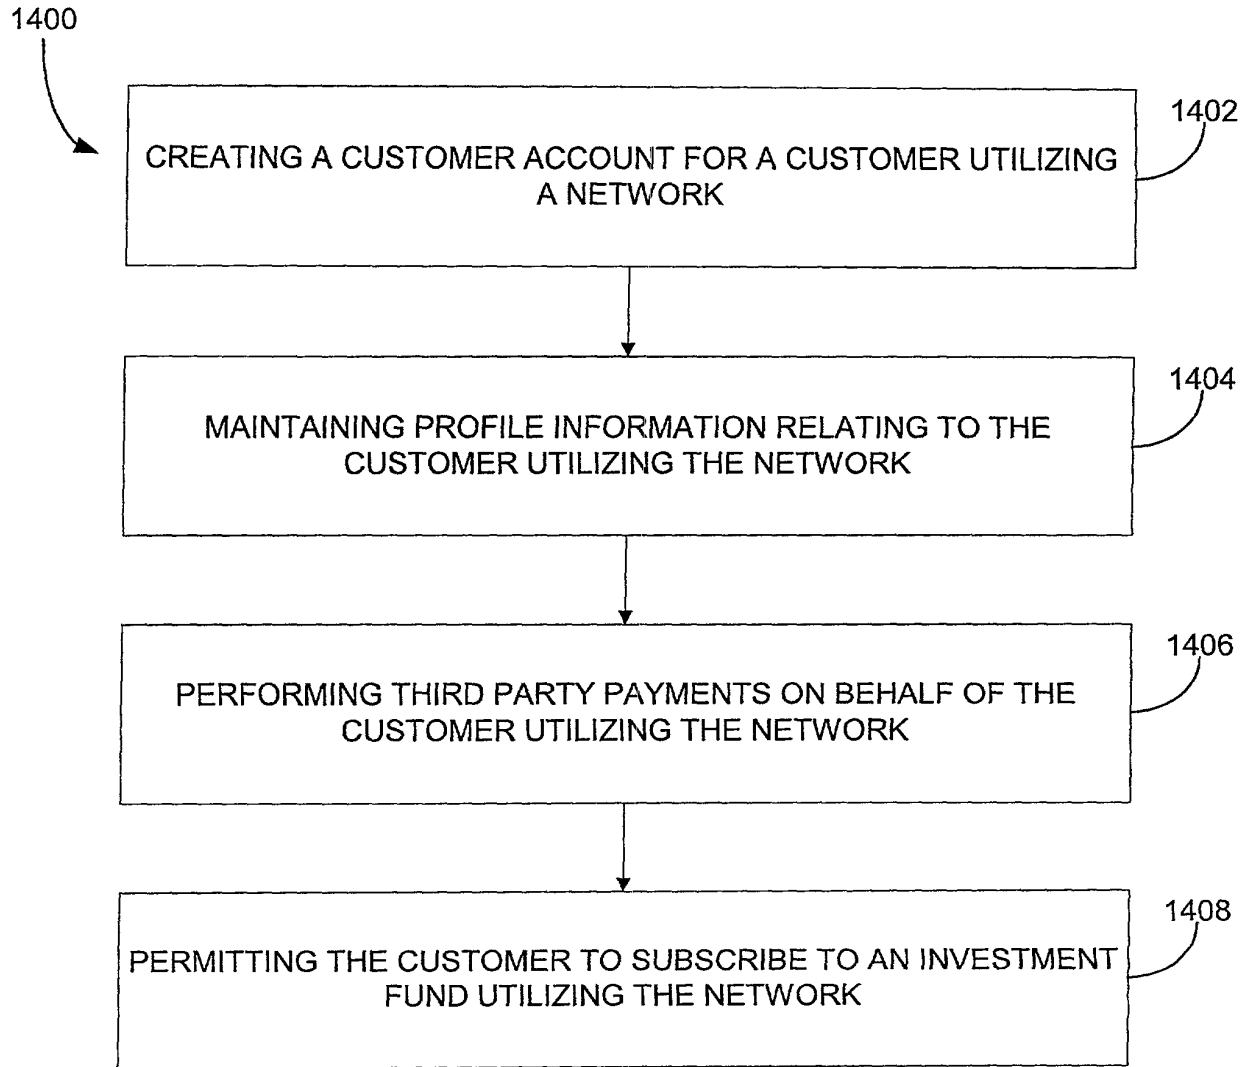 1400
1402
CREATING A CUSTOMER ACCOUNT FOR A CUSTOMER UTILIZING
A NETWORK
1404
MAINTAINING PROFILE INFORMATION RELATING TO THE
CUSTOMER UTILIZING THE NETWORK
1406
PERFORMING THIRD PARTY PAYMENTS ON BEHALF OF THE
CUSTOMER UTILIZING THE NETWORK
1408
PERMITTING THE CUSTOMER TO SUBSCRIBE TO AN INVESTMENT
FUND UTILIZING THE NETWORK